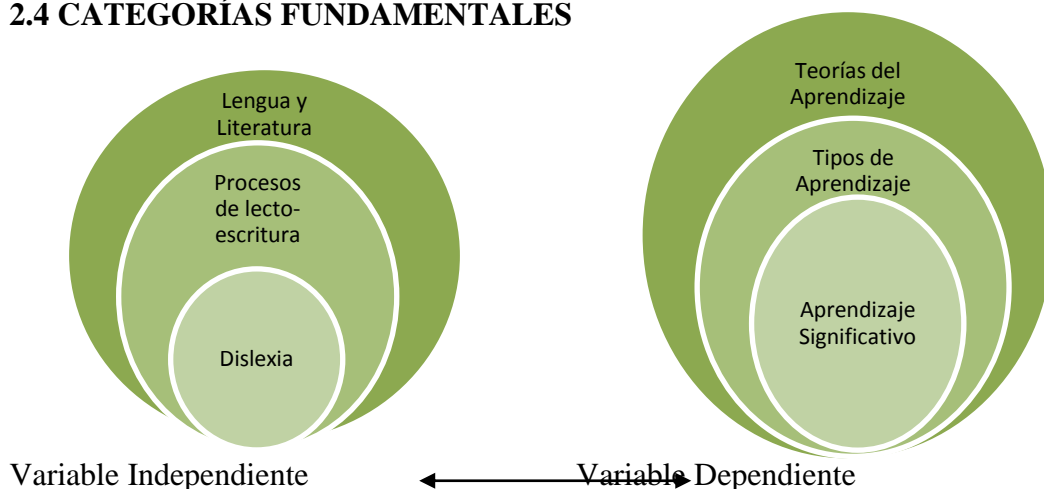 2.4 CATEGORÍAS FUNDAMENTALES
Lengua y
Literatura
Procesos
de lecto-
escritura
Dislexia
Teorías del
Aprendizaje
Tipos de
Aprendizaje
Aprendizaje
Significativo
Variable Independiente
Variable Dependiente